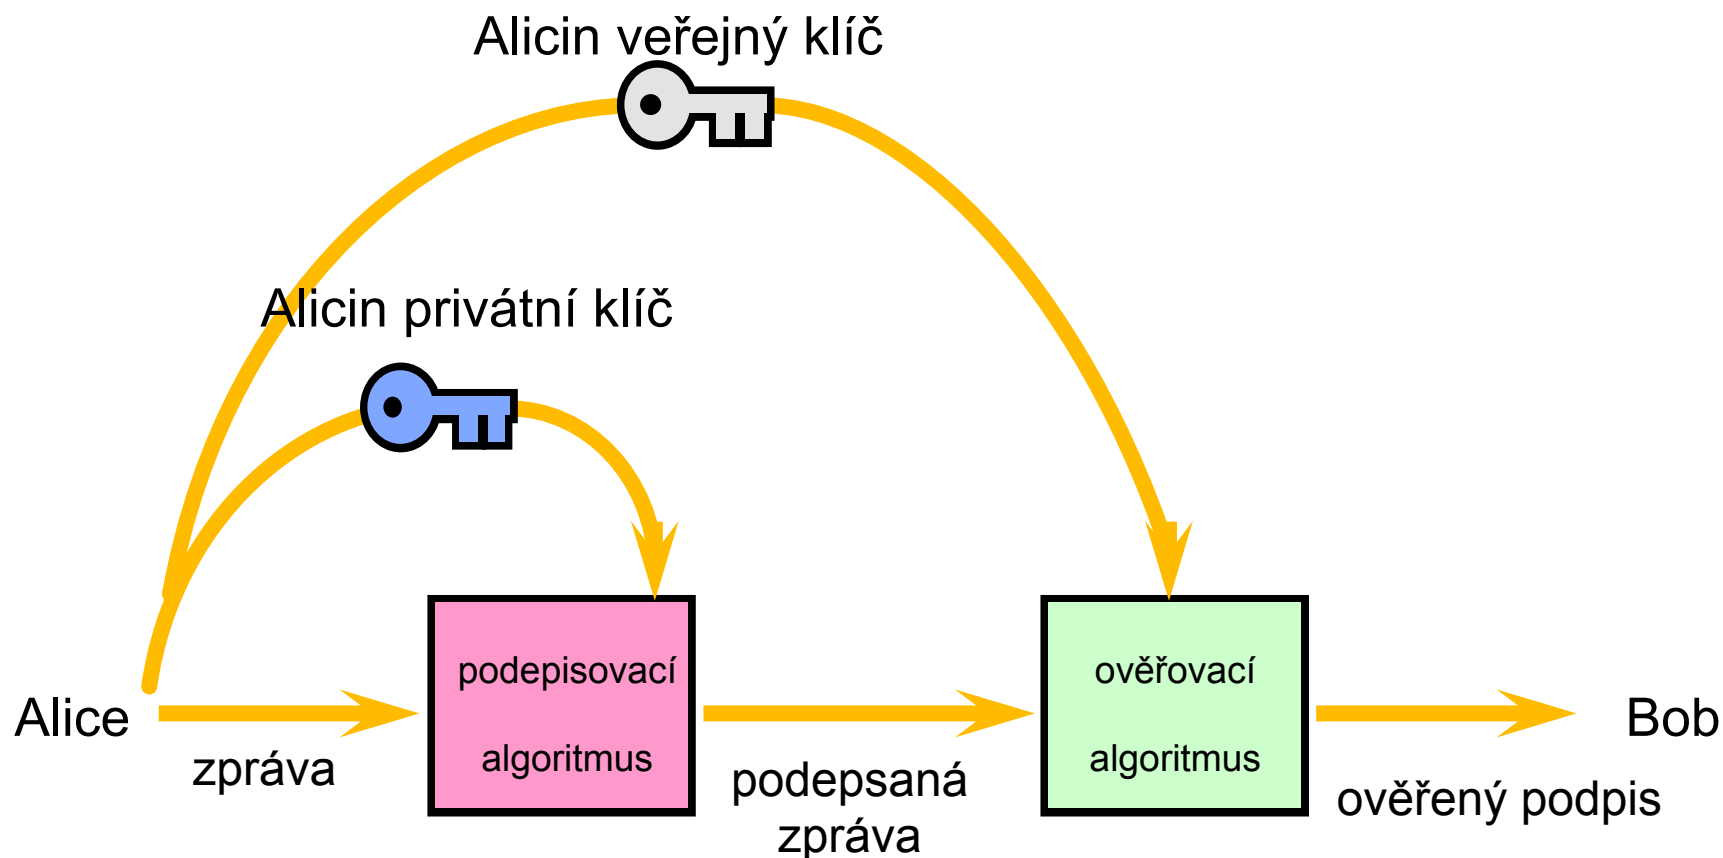 Alicin veřejný klíč
Alicin privátní klíč
podepisovací
algoritmus
ověřovací
algoritmus
Alice
Bob
zpráva
podepsaná
zpráva
ověřený podpis